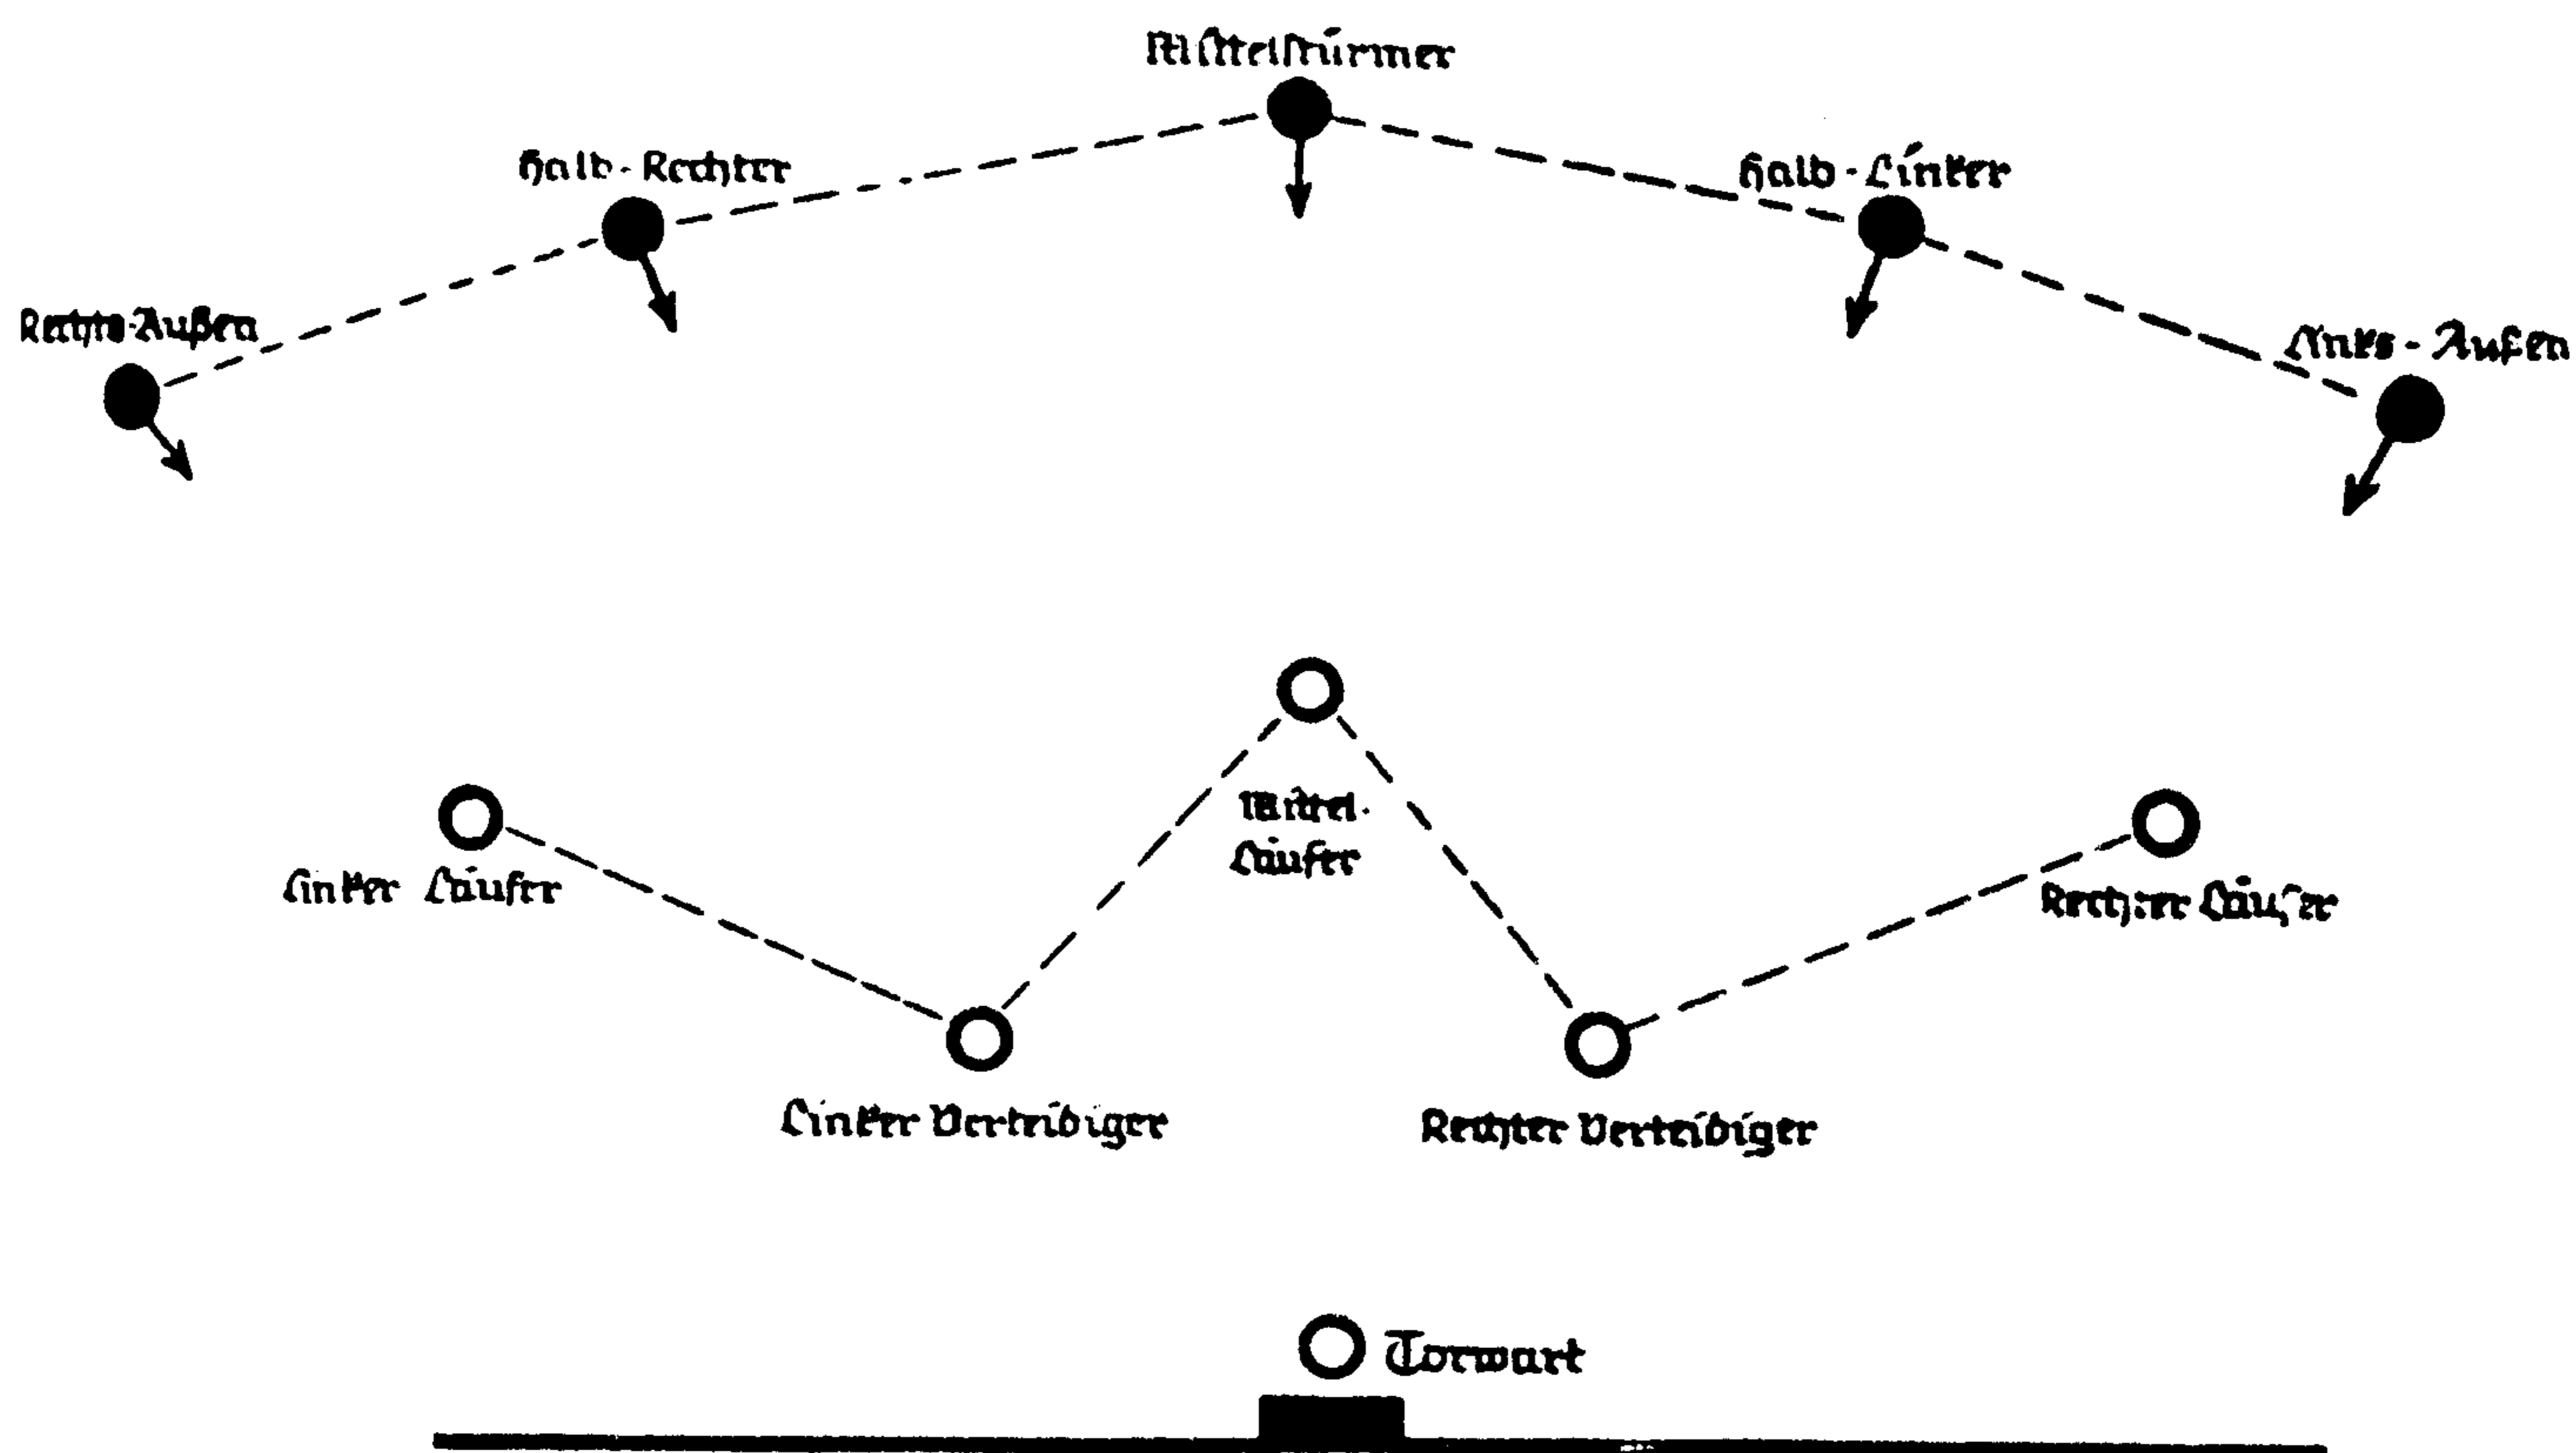 Mittelstürmer
Halb-Rechter
Halb-Linker
Rechts-Außen
Links-Außen
Mittel-
Läufer
Linker Läufer
Rechter Läufer
Linker Verteidiger
Rechter Verteidiger
Torwart